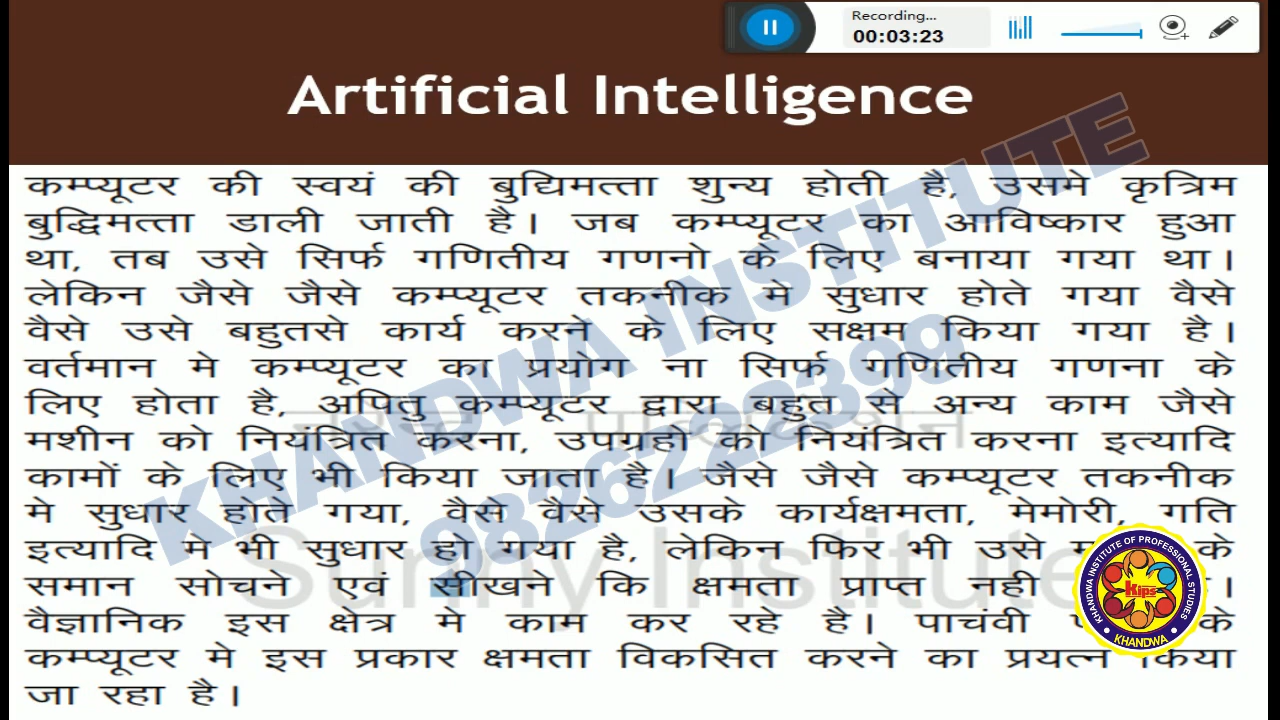 Recording...
00:03:23
Artificial Intelligence
कम्प्यूटर की स्वयं की बुद्यिमत्ता शुन्य होती है, उसमे कृत्रिम
बुद्धिमत्ता डाली जाती है। जब कम्प्यूटर का आविष्कार हुआ
था, तब उसे सिर्फ गणितीय गणनो के लिए बनाया गया था।
लेकिन जैसे जैसे कम्प्यूटर तकनीक मे सुधार होते गया वैसे
वैसे उसे बहुतसे कार्य करने के लिए सक्षम किया गया है।
वर्तमान मे कम्प्यूटर का प्रयोग ना सिर्फ गणितीय गणना के
लिए होता है, अपितु कम्प्यूटर द्वारा बहुत से अन्य काम जैसे
मशीन को नियंत्रित करना, उपग्रहो को नियंत्रित करना इत्यादि
कामों के लिए भी किया जाता है। जैसे जैसे कम्प्यूटर तकनीक
मे सुधार होते गया, वैसे वैसे उसके कार्यक्षमता, मेमोरी, गति
इत्यादि मे भी सुधार हो गया है, लेकिन फिर भी उसे के
समान सोचने एवं सीखने कि क्षमता प्राप्त नही ।
वैज्ञानिक इस क्षेत्र मे काम कर रहे है। पाचंवी के
कम्प्यूटर मे इस प्रकार क्षमता विकसित करने का प्रयत्न किया
जा रहा है।
KHANDWA INSTITUTE
9826222399
Sunny Institute
KHANDWA INSTITUTE OF PROFESSIONAL STUDIES
Kips
KHANDWA